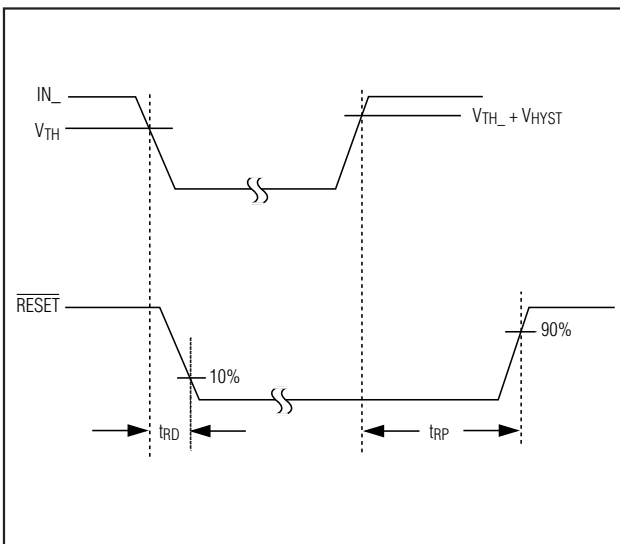 IN_
VTH
VTH_ + VHYST
RESET
90%
10%
tRD
tRP